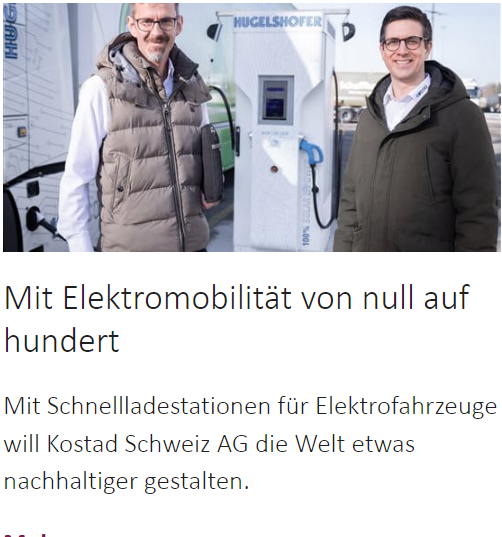 HUGELSHOFER
Mit Elektromobilität von null auf
hundert
Mit Schnellladestationen für Elektrofahrzeuge
will Kostad Schweiz AG die Welt etwas
nachhaltiger gestalten.